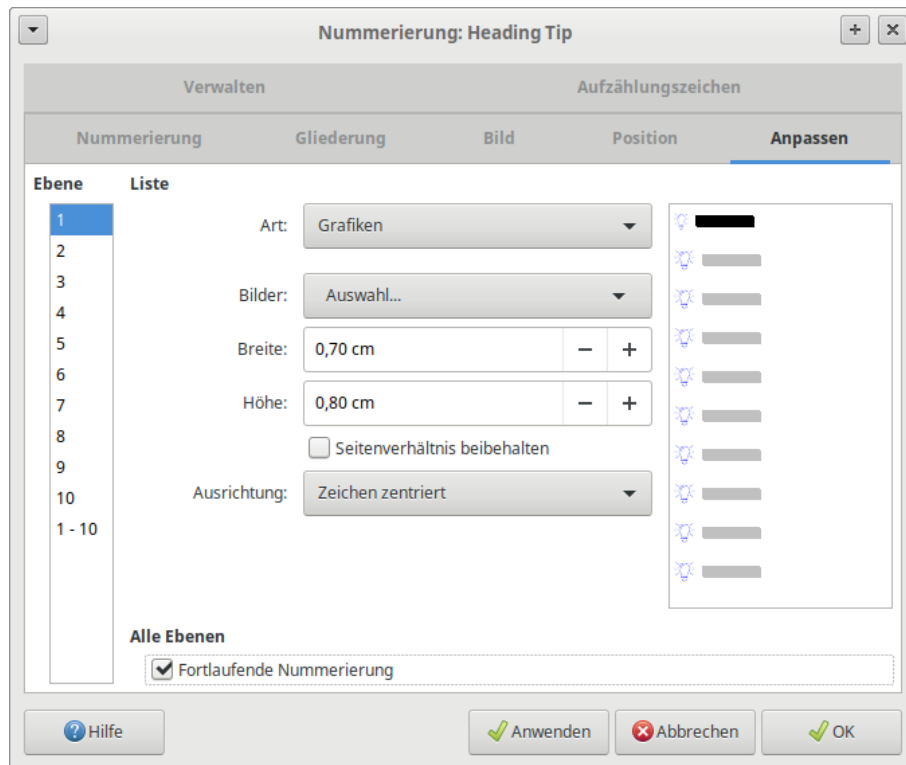 Nummerierung: Heading Tip
Verwalten Aufzählungszeichen
Nummerierung Gliederung Bild Position Anpassen
Ebene Liste
1
2
3
4
5
6
7
8
9
10
1 - 10
Art: Grafiken
Bilder: Auswahl...
Breite: 0,70 cm
Höhe: 0,80 cm
Seitenverhältnis beibehalten
Ausrichtung: Zeichen zentriert
Alle Ebenen
Fortlaufende Nummerierung
Hilfe Anwenden Abbrechen OK